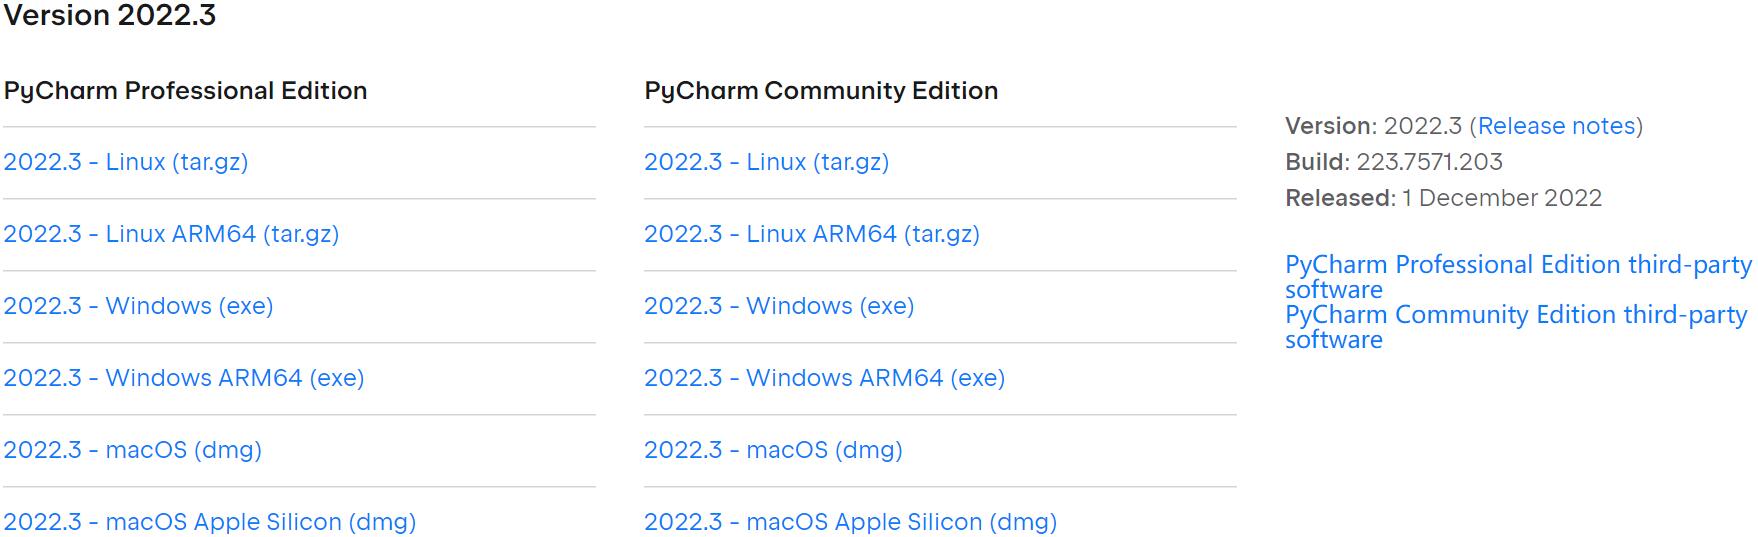 Version 2022.3
PyCharm Professional Edition
2022.3 - Linux (tar.gz)
2022.3 - Linux ARM64 (tar.gz)
2022.3 - Windows (exe)
2022.3 - Windows ARM64 (exe)
2022.3 - macOS (dmg)
2022.3 - macOS Apple Silicon (dmg)
PyCharm Community Edition
2022.3 - Linux (tar.gz)
2022.3 - Linux ARM64 (tar.gz)
2022.3 - Windows (exe)
2022.3 - Windows ARM64 (exe)
2022.3 - macOS (dmg)
2022.3 - macOS Apple Silicon (dmg)
Version: 2022.3 (Release notes)
Build: 223.7571.203
Released: 1 December 2022
PyCharm Professional Edition third-party
software
PyCharm Community Edition third-party
software